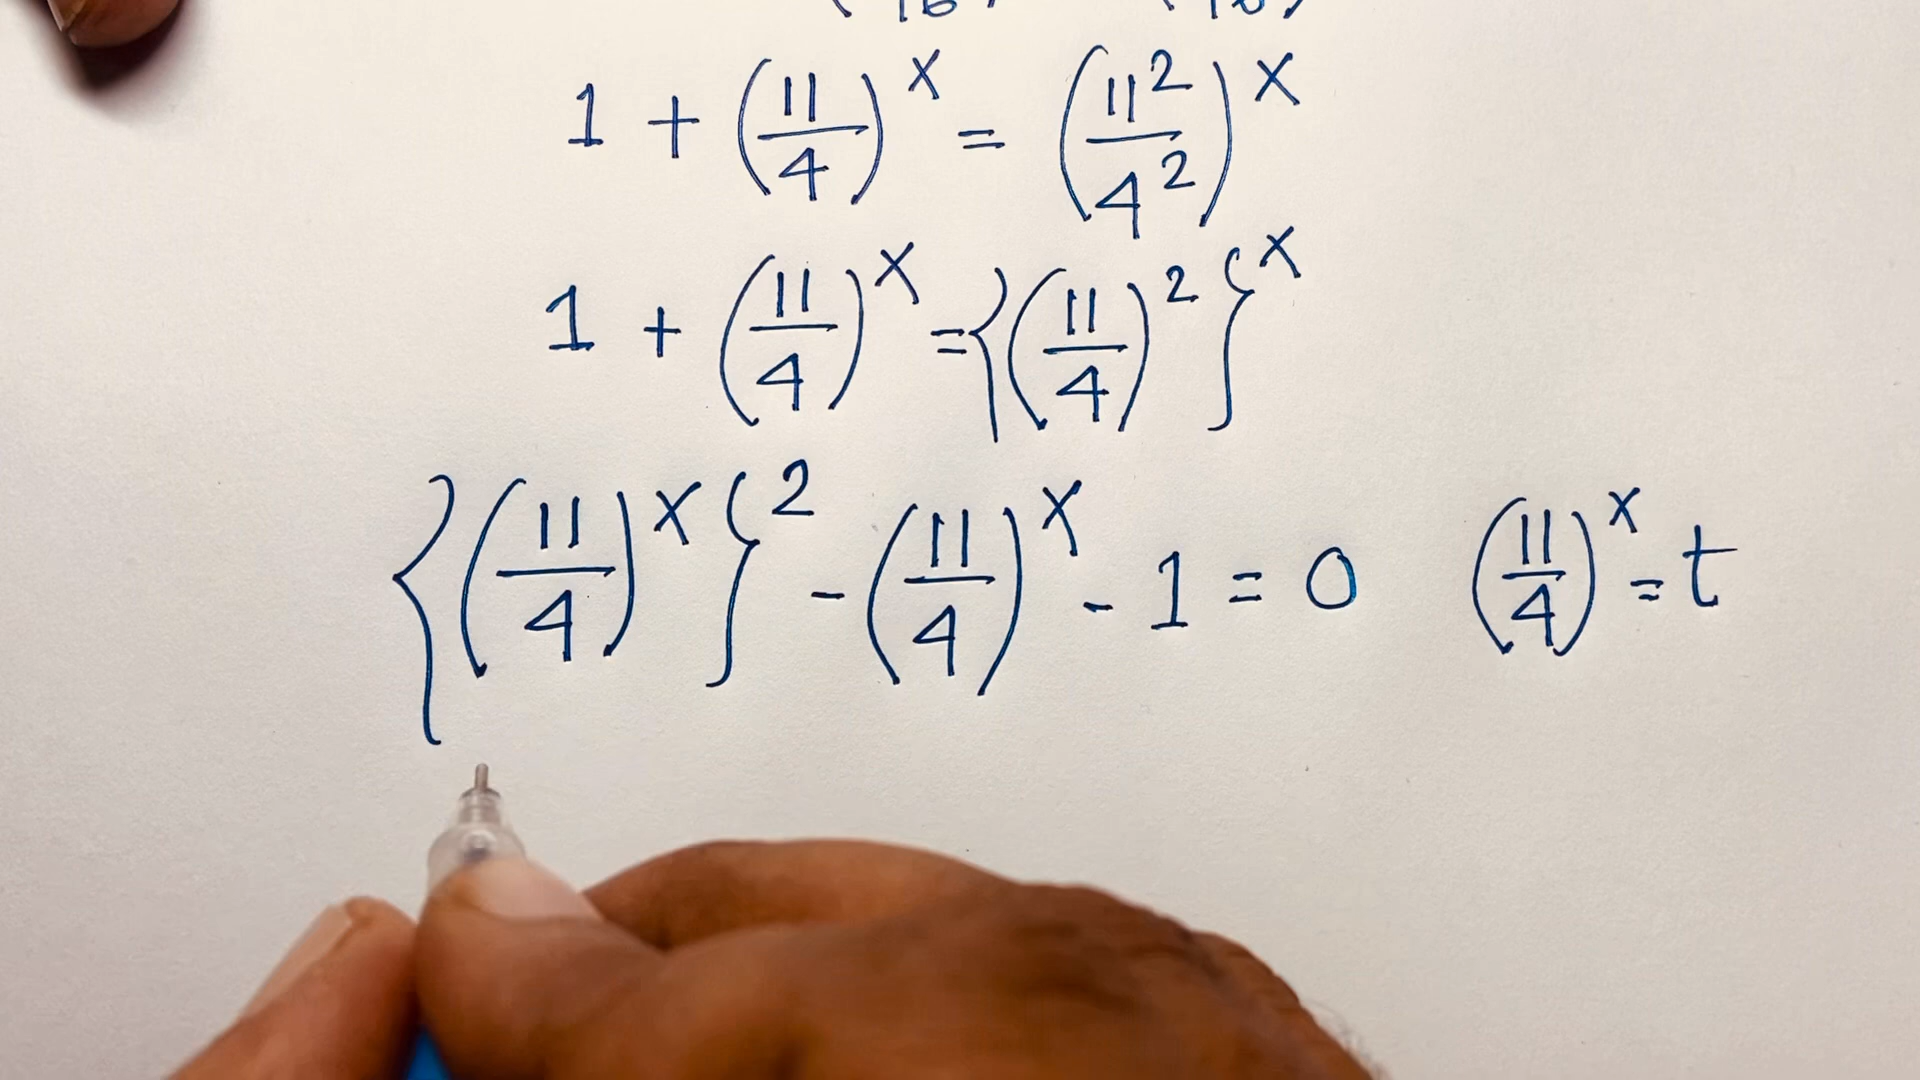 1 + (11/4)^x = (11^2/4^2)^x
1 + (11/4)^x = {(11/4)^2}^x
{(11/4)^x}^2 - (11/4)^x - 1 = 0 (11/4)^x = t